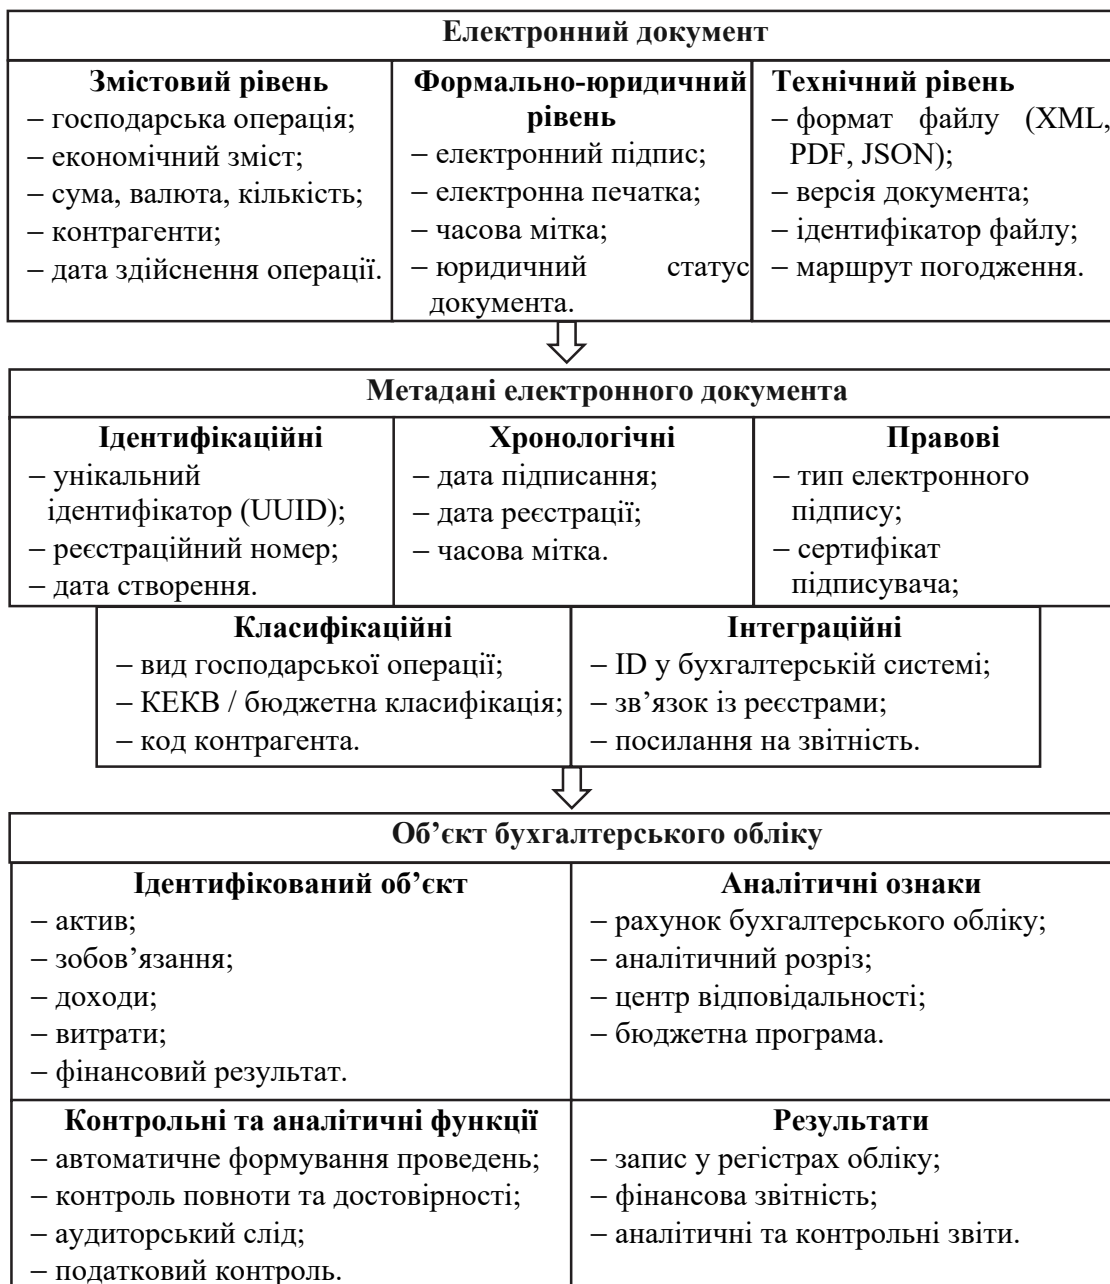 Електронний документ
Змістовий рівень
– господарська операція;
– економічний зміст;
– сума, валюта, кількість;
– контрагенти;
– дата здійснення операції.
Формально-юридичний
рівень
– електронний підпис;
– електронна печатка;
– часова мітка;
– юридичний статус
документа.
Технічний рівень
– формат файлу (XML,
PDF, JSON);
– версія документа;
– ідентифікатор файлу;
– маршрут погодження.
Метадані електронного документа
Ідентифікаційні
– унікальний
ідентифікатор (UUID);
– реєстраційний номер;
– дата створення.
Хронологічні
– дата підписання;
– дата реєстрації;
– часова мітка.
Правові
– тип електронного
підпису;
– сертифікат
підписувача;
Класифікаційні
– вид господарської операції;
– КЕКВ / бюджетна класифікація;
– код контрагента.
Інтеграційні
– ID у бухгалтерській системі;
– зв’язок із реєстрами;
– посилання на звітність.
Об’єкт бухгалтерського обліку
Ідентифікований об’єкт
– актив;
– зобов’язання;
– доходи;
– витрати;
– фінансовий результат.
Аналітичні ознаки
– рахунок бухгалтерського обліку;
– аналітичний розріз;
– центр відповідальності;
– бюджетна програма.
Контрольні та аналітичні функції
– автоматичне формування проведень;
– контроль повноти та достовірності;
– аудиторський слід;
– податковий контроль.
Результати
– запис у регістрах обліку;
– фінансова звітність;
– аналітичні та контрольні звіти.